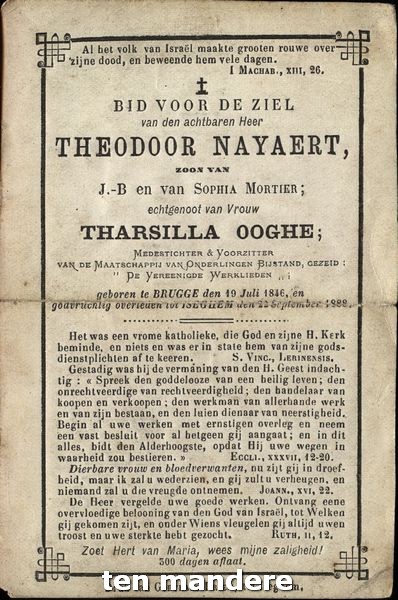 Al het volk van Israël maakte grooten rouwe over
zijne dood, en beweende hem vele dagen.
I Machab., XIII, 26.
BID VOOR DE ZIEL
van den achtbaren Heer
THEODOOR NAYAERT,
ZOON VAN
J.-B en van Sophia Mortier;
echtgenoot van Vrouw
THARSILLA OOGHE;
Medestichter & Voorzitter
van de Maatschappij van Onderlingen Bijstand, gezeid:
„ De Vereenigde Werklieden „;
geboren te BRUGGE den 19 Juli 1846, en
godvruchtig overleden tot ISEGHEM den 22 September 1888.
Het was een vrome katholieke, die God en zijne H. Kerk
beminde, en niets en was er in state hem van zijne gods-
dienstplichten af te keeren. S. Vinc., Lerinensis.
Gestadig was hij de vermaning van den H. Geest indach-
tig: « Spreek den goddelooze van een heilig leven; den
onrechtveerdige van rechtveerdigheid; den handelaar van
koopen en verkoopen; den werkman van allerhande werk
en van zijn bestaan, en den luien dienaar van neerstigheid.
Begin al uwe werken met ernstigen overleg en neem
een vast besluit voor al hetgeen gij aangaat; en in dit
alles, bidt den Alderhoogste, opdat Hij uwe wegen in
waarheid zou bestieren. » Eccli., XXXVII, 12-20.
Dierbare vrouw en bloedverwanten, nu zijt gij in droef-
heid, maar ik zal u wederzien, en gij zult u verheugen, en
niemand zal u die vreugde ontnemen. Joann., XVI, 22.
De Heer vergelde uwe goede werken. Ontvang eene
overvloedige belooning van den God van Israël, tot Welken
gij gekomen zijt, en onder Wiens vleugelen gij altijd uwen
troost en uwe sterkte hebt gezocht. Ruth, II, 12.
Zoet Hert van Maria, wees mijne zaligheid!
300 dagen aflaat.
ten mandere